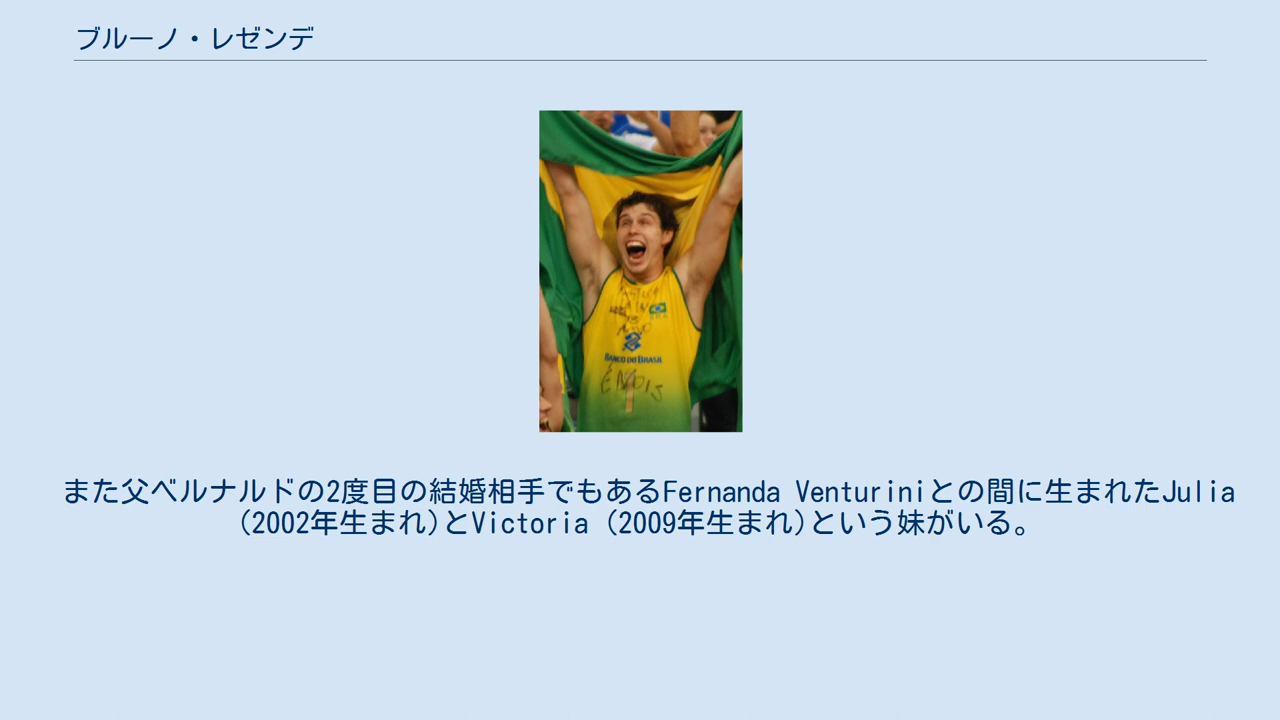 ブルーノ・レゼンデ
BANCO DO BRASIL
また父ベルナルドの2度目の結婚相手でもあるFernanda Venturiniとの間に生まれたJulia
(2002年生まれ)とVictoria (2009年生まれ)という妹がいる。